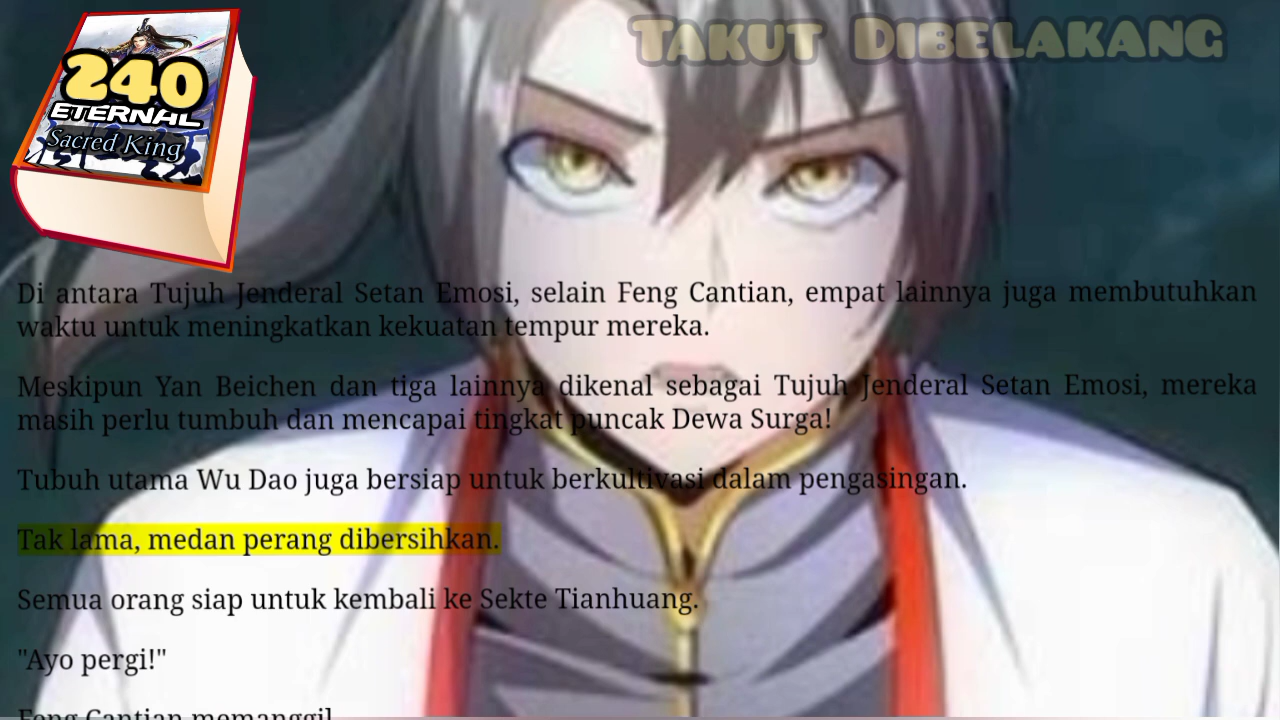 Takut Dibelakang
240
ETERNAL
Sacred King
Di antara Tujuh Jenderal Setan Emosi, selain Feng Cantian, empat lainnya juga membutuhkan
waktu untuk meningkatkan kekuatan tempur mereka.
Meskipun Yan Beichen dan tiga lainnya dikenal sebagai Tujuh Jenderal Setan Emosi, mereka
masih perlu tumbuh dan mencapai tingkat puncak Dewa Surga!
Tubuh utama Wu Dao juga bersiap untuk berkultivasi dalam pengasingan.
Tak lama, medan perang dibersihkan.
Semua orang siap untuk kembali ke Sekte Tianhuang.
"Ayo pergi!"
Feng Cantian memanggil